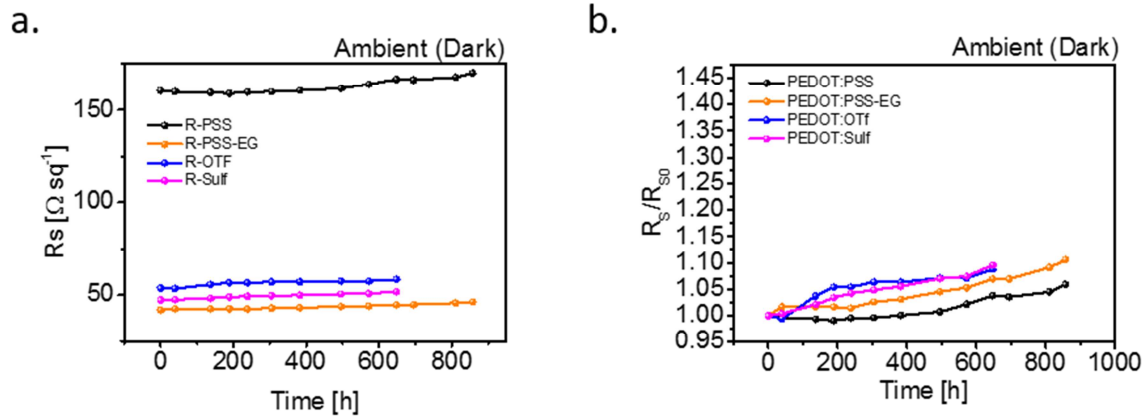 a.
Ambient (Dark)
150
100
50
Rs [Ω sq⁻¹]
R-PSS
R-PSS-EG
R-OTF
R-Sulf
0 200 400 600 800
Time [h]
b.
Ambient (Dark)
1.45
1.40
1.35
1.30
1.25
1.20
1.15
1.10
1.05
1.00
0.95
R_S/R_S0
PEDOT:PSS
PEDOT:PSS-EG
PEDOT:OTf
PEDOT:Sulf
0 200 400 600 800 1000
Time [h]